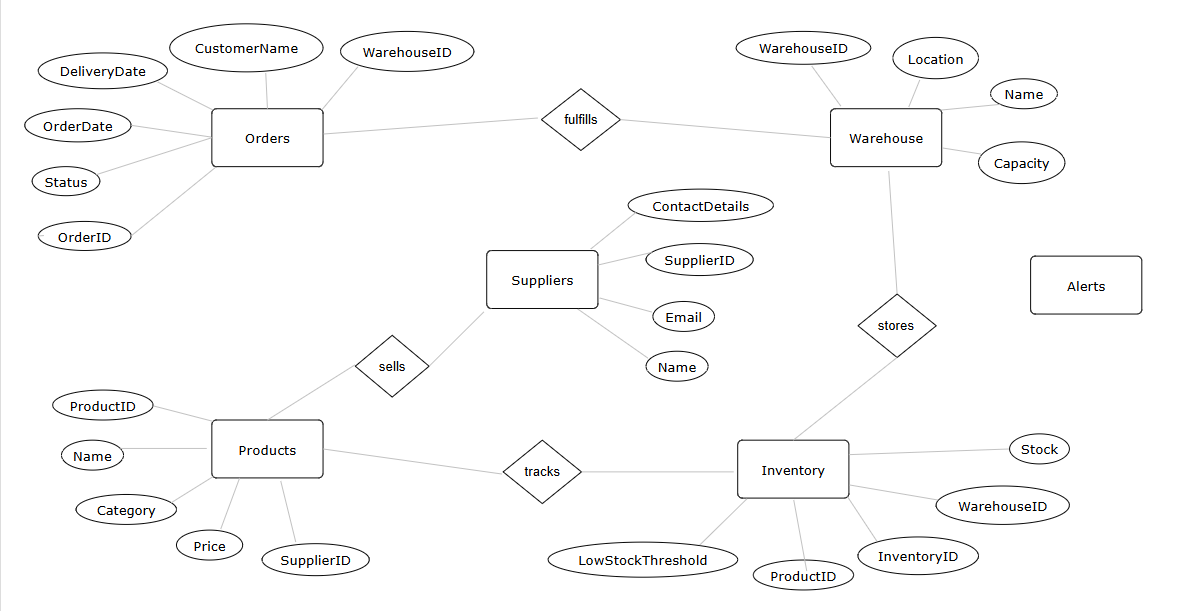 CustomerName
WarehouseID
DeliveryDate
OrderDate
Status
OrderID
Orders
fulfills
WarehouseID
Location
Name
Capacity
Warehouse
ContactDetails
SupplierID
Email
Name
Suppliers
Alerts
stores
sells
ProductID
Name
Category
Price
SupplierID
Products
tracks
Inventory
Stock
WarehouseID
InventoryID
ProductID
LowStockThreshold